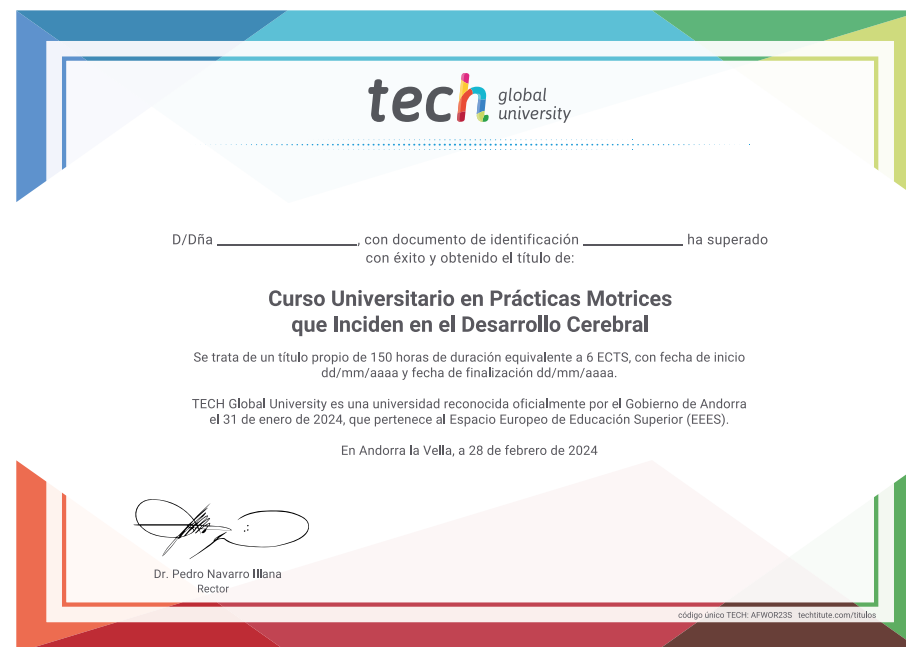 tech global university
D/Dña ____________________, con documento de identificación ______________ ha superado
con éxito y obtenido el título de:
Curso Universitario en Prácticas Motrices
que Inciden en el Desarrollo Cerebral
Se trata de un título propio de 150 horas de duración equivalente a 6 ECTS, con fecha de inicio
dd/mm/aaaa y fecha de finalización dd/mm/aaaa.
TECH Global University es una universidad reconocida oficialmente por el Gobierno de Andorra
el 31 de enero de 2024, que pertenece al Espacio Europeo de Educación Superior (EEES).
En Andorra la Vella, a 28 de febrero de 2024
Dr. Pedro Navarro Illana
Rector
código único TECH: AFWOR23S techtitute.com/titulos